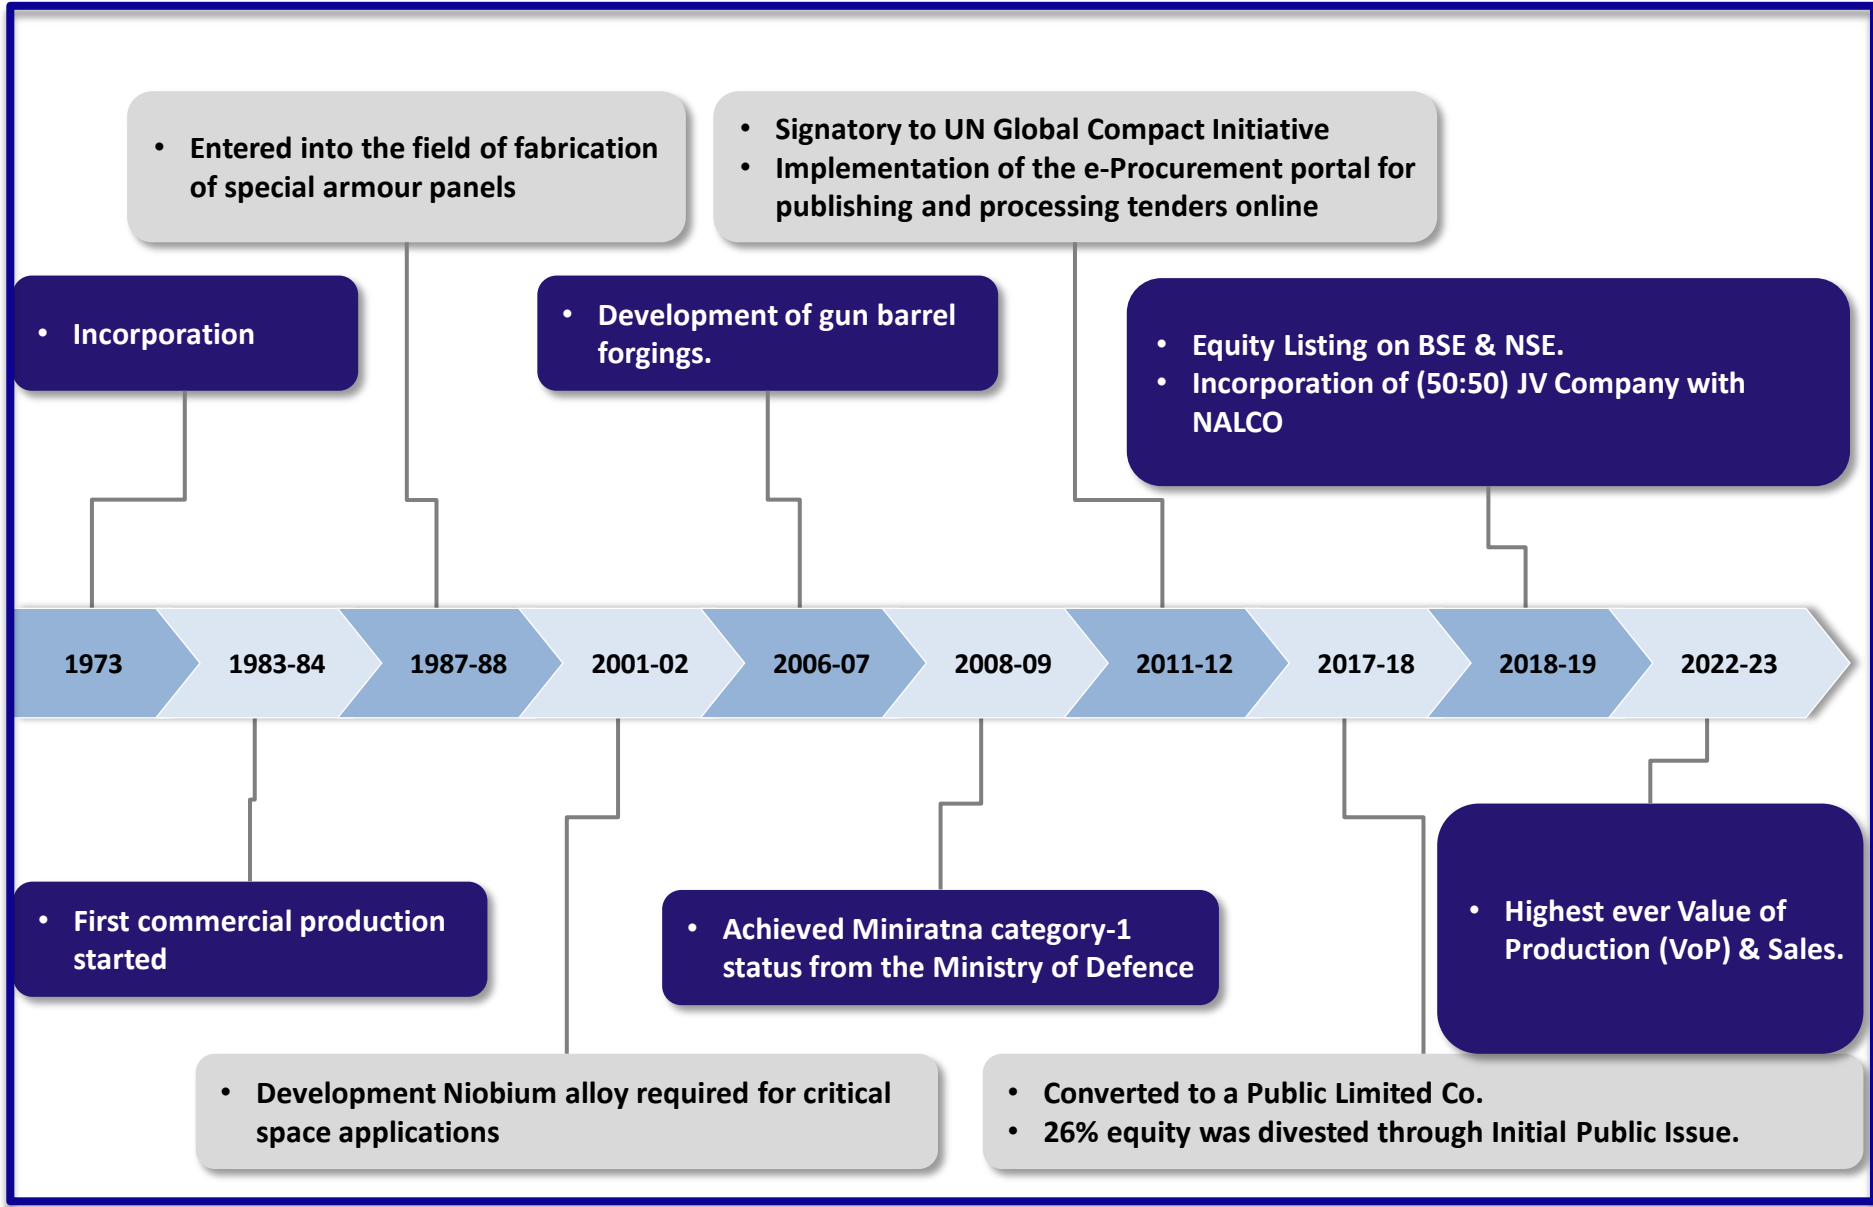 • Entered into the field of fabrication
of special armour panels
• Signatory to UN Global Compact Initiative
• Implementation of the e-Procurement portal for
publishing and processing tenders online
• Incorporation
• Development of gun barrel
forgings.
• Equity Listing on BSE & NSE.
• Incorporation of (50:50) JV Company with
NALCO
1973
1983-84
1987-88
2001-02
2006-07
2008-09
2011-12
2017-18
2018-19
2022-23
• First commercial production
started
• Achieved Miniratna category-1
status from the Ministry of Defence
• Highest ever Value of
Production (VoP) & Sales.
• Development Niobium alloy required for critical
space applications
• Converted to a Public Limited Co.
• 26% equity was divested through Initial Public Issue.